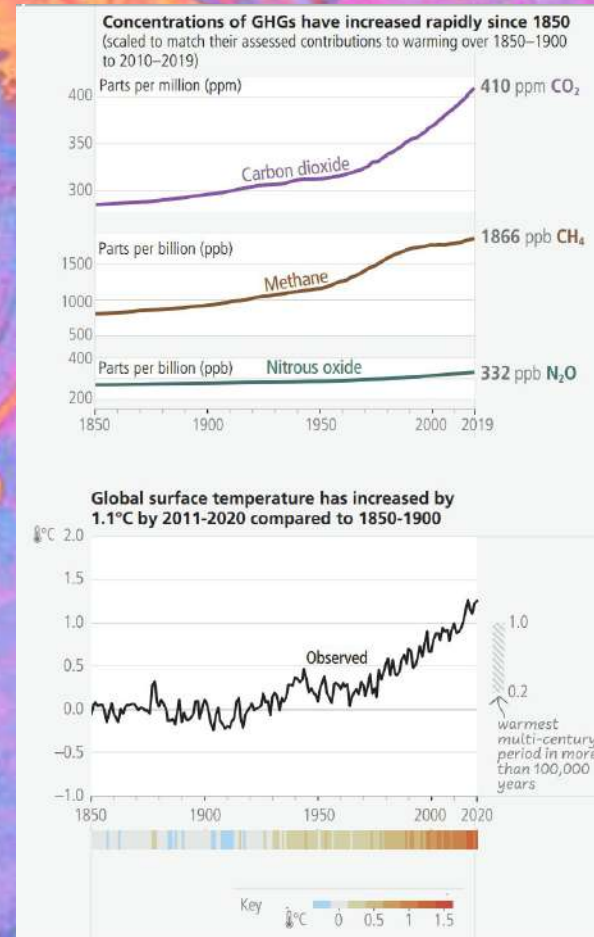 Concentrations of GHGs have increased rapidly since 1850
(scaled to match their assessed contributions to warming over 1850–1900
to 2010–2019)
Parts per million (ppm)
400
350
300
Carbon dioxide
410 ppm CO₂
Parts per billion (ppb)
1500
1000
500
Methane
1866 ppb CH₄
400
Parts per billion (ppb)
Nitrous oxide
200
332 ppb N₂O
1850 1900 1950 2000 2019
Global surface temperature has increased by
1.1°C by 2011-2020 compared to 1850-1900
°C 2.0
1.5
1.0
0.5
0.0
−0.5
−1.0
Observed
1.0
0.2
warmest
multi-century
period in more
than 100,000
years
1850 1900 1950 2000 2020
Key
°C 0 0.5 1 1.5